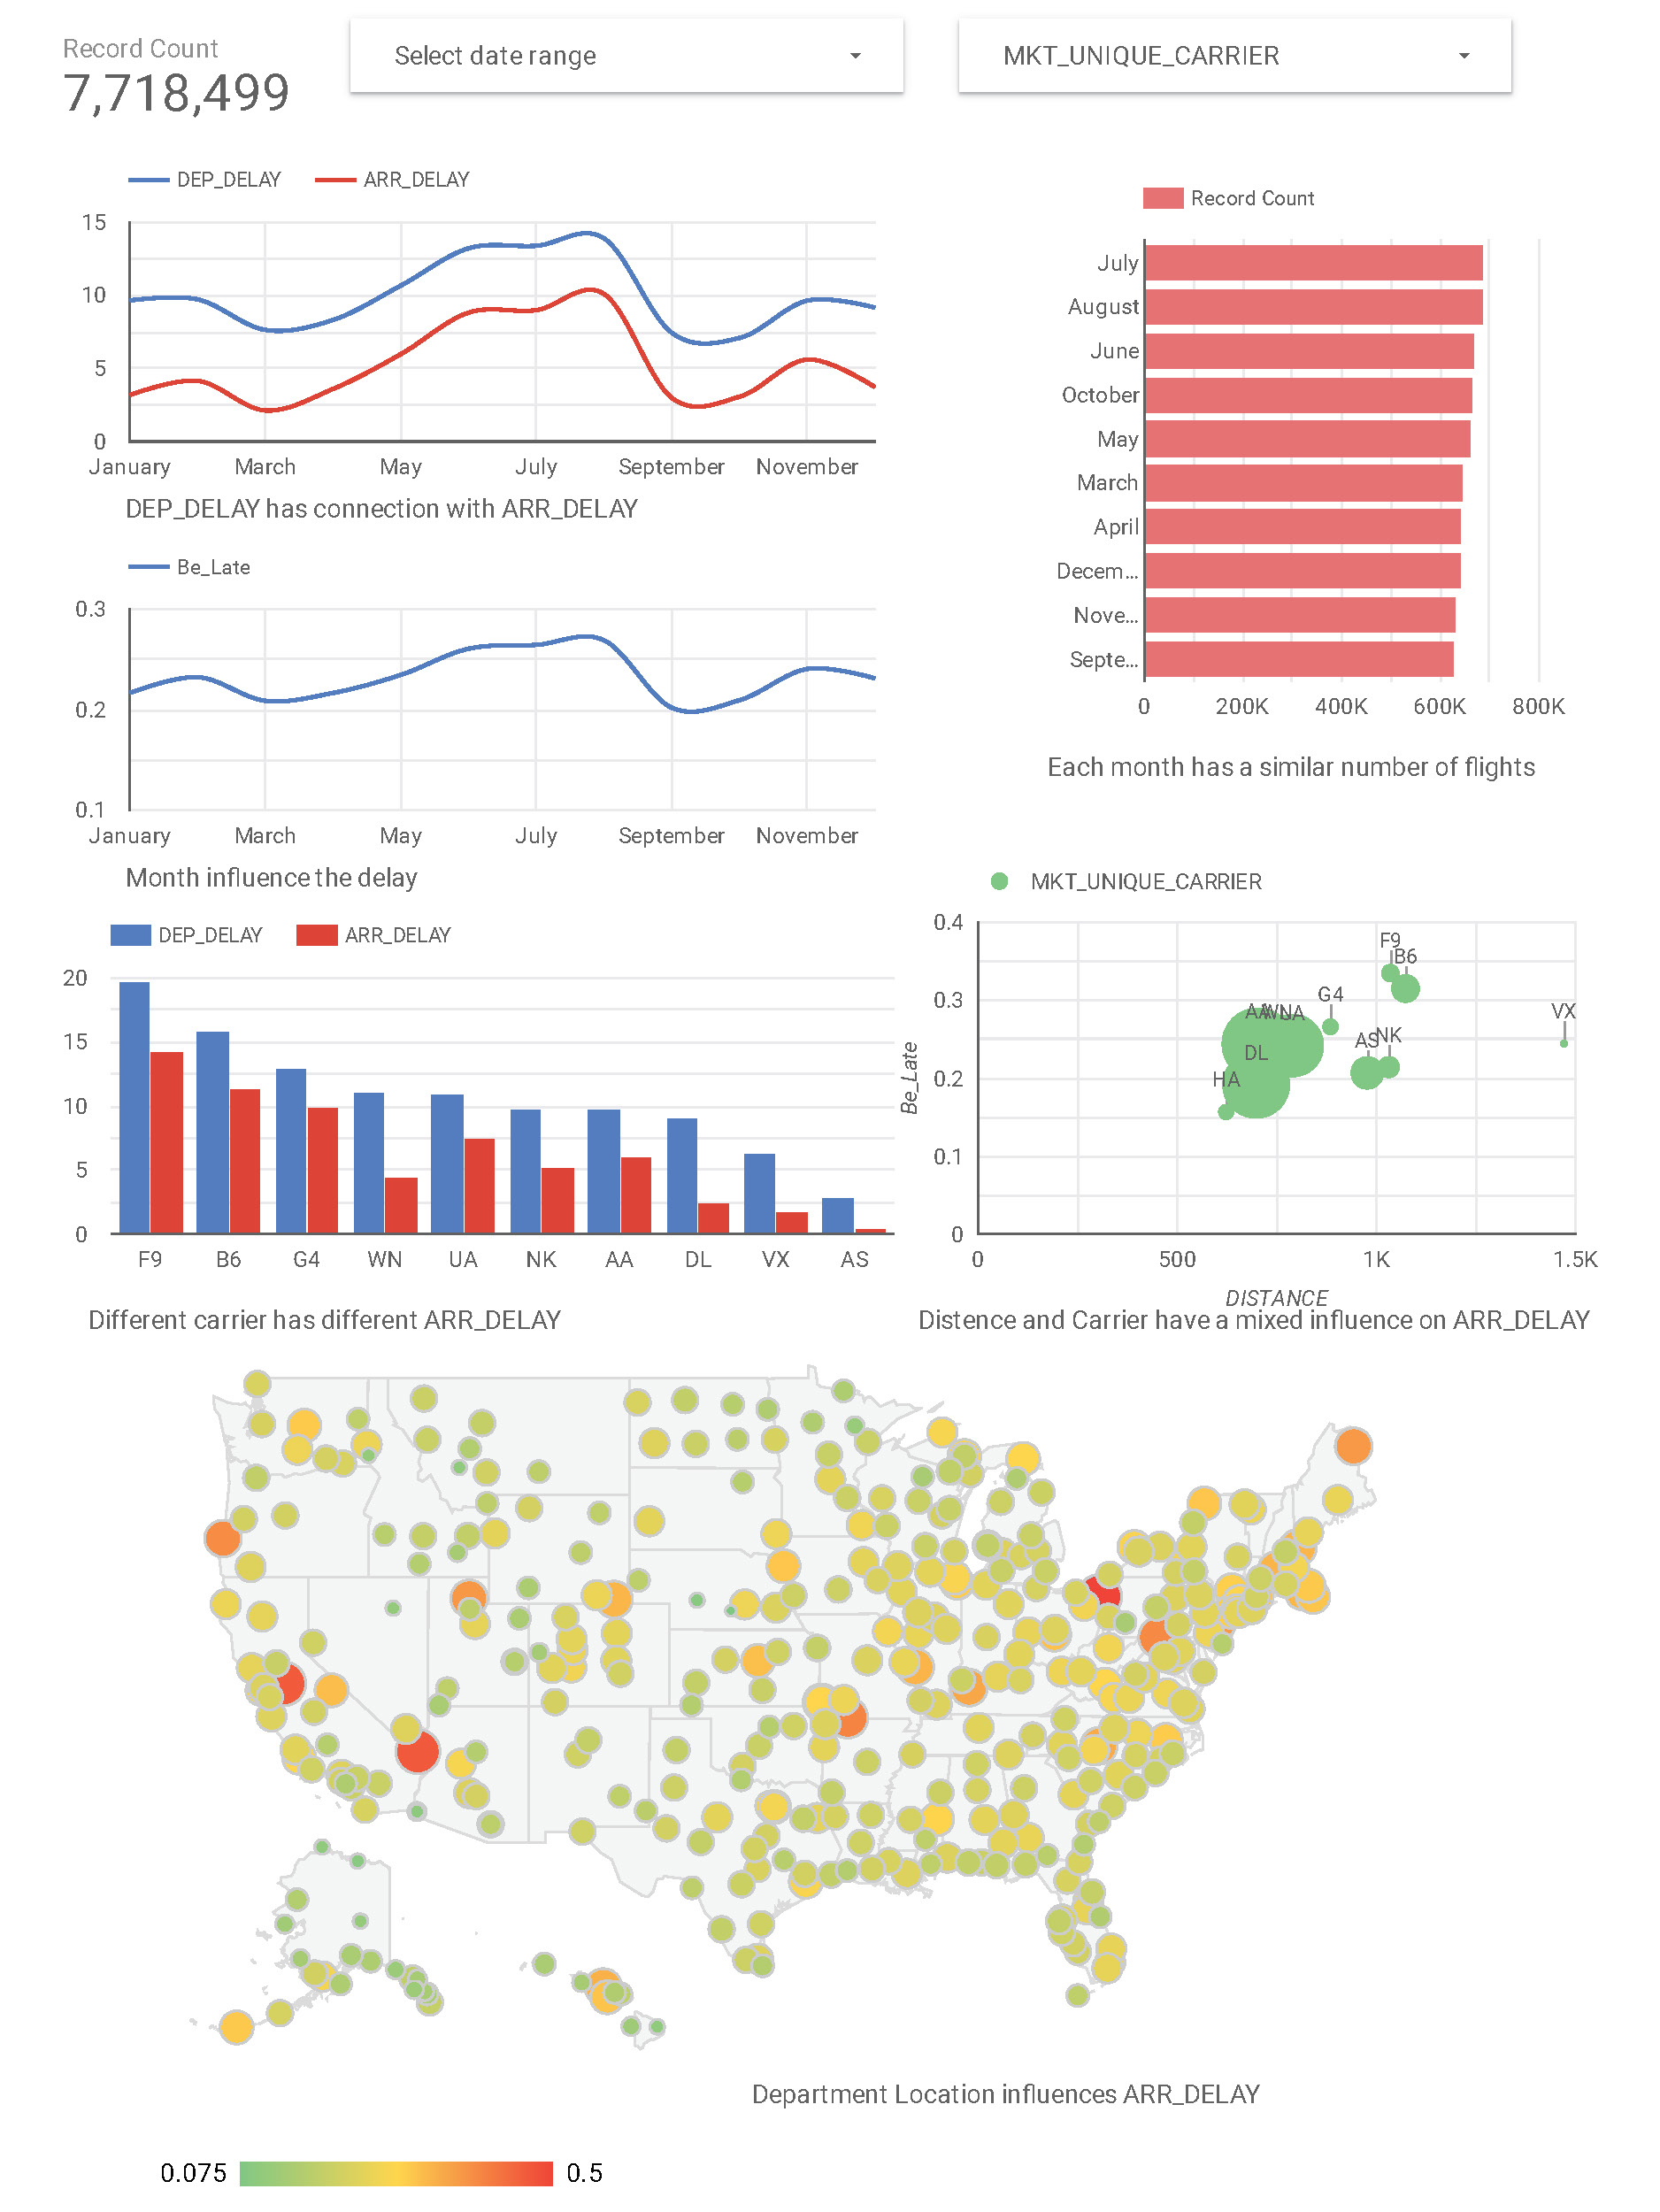 Record Count
7,718,499
Select date range
MKT_UNIQUE_CARRIER
DEP_DELAY ARR_DELAY
15
10
5
0
January March May July September November
DEP_DELAY has connection with ARR_DELAY
Record Count
July
August
June
October
May
March
April
Decem...
Nove...
Septe...
0 200K 400K 600K 800K
Each month has a similar number of flights
Be_Late
0.3
0.2
0.1
January March May July September November
Month influence the delay
DEP_DELAY ARR_DELAY
20
15
10
5
0
F9 B6 G4 WN UA NK AA DL VX AS
Different carrier has different ARR_DELAY
MKT_UNIQUE_CARRIER
Be_Late
0.4
0.3
0.2
0.1
0
F9
B6
G4
VX
AA
WN
UA
AS
NK
DL
HA
0 500 1K 1.5K
DISTANCE
Distence and Carrier have a mixed influence on ARR_DELAY
Department Location influences ARR_DELAY
0.075 0.5